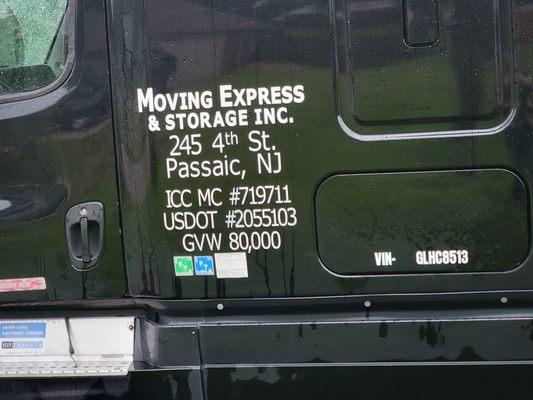 Moving Express
& Storage Inc.
245 4th St.
Passaic, NJ
ICC MC #719711
USDOT #2055103
GVW 80,000
VIN- GLHC8513